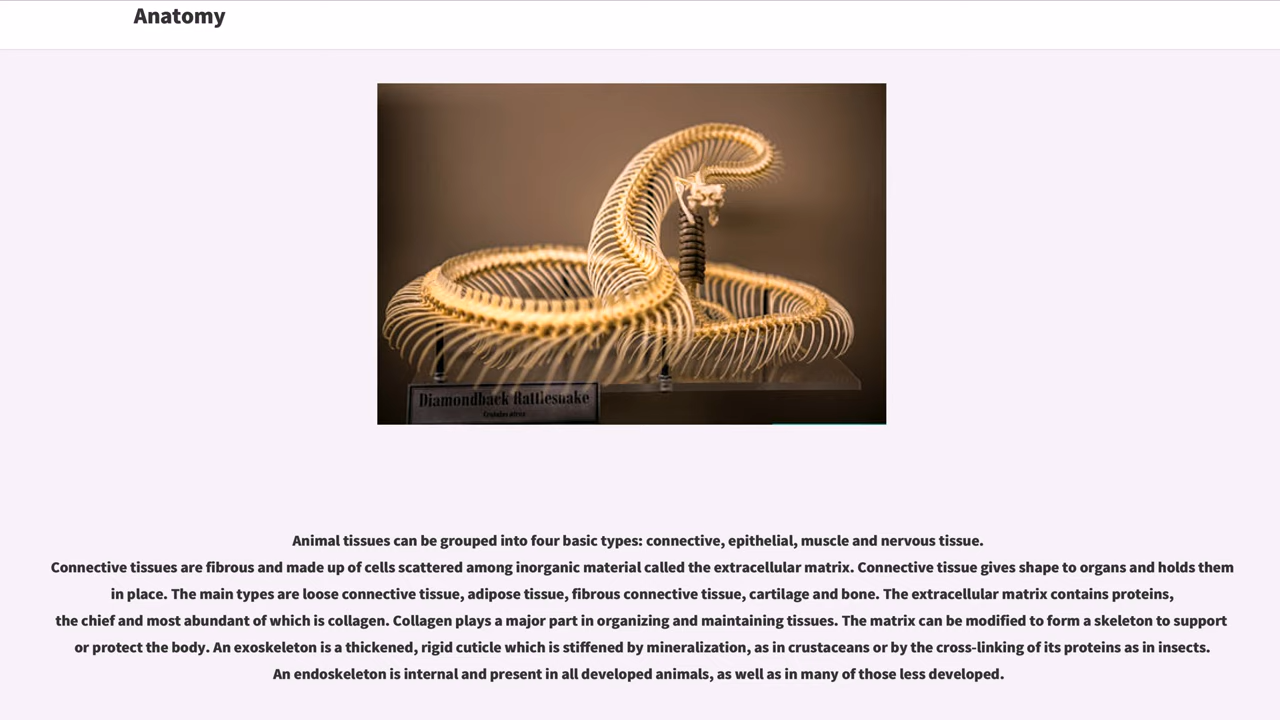 Anatomy
Diamondback Rattlesnake
Animal tissues can be grouped into four basic types: connective, epithelial, muscle and nervous tissue.
Connective tissues are fibrous and made up of cells scattered among inorganic material called the extracellular matrix. Connective tissue gives shape to organs and holds them
in place. The main types are loose connective tissue, adipose tissue, fibrous connective tissue, cartilage and bone. The extracellular matrix contains proteins,
the chief and most abundant of which is collagen. Collagen plays a major part in organizing and maintaining tissues. The matrix can be modified to form a skeleton to support
or protect the body. An exoskeleton is a thickened, rigid cuticle which is stiffened by mineralization, as in crustaceans or by the cross-linking of its proteins as in insects.
An endoskeleton is internal and present in all developed animals, as well as in many of those less developed.